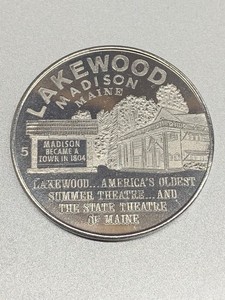 LAKEWOOD
MADISON
MAINE
MADISON
BECAME A
TOWN IN 1804
5
LAKEWOOD...AMERICA'S OLDEST
SUMMER THEATRE...AND
THE STATE THEATRE
OF MAINE